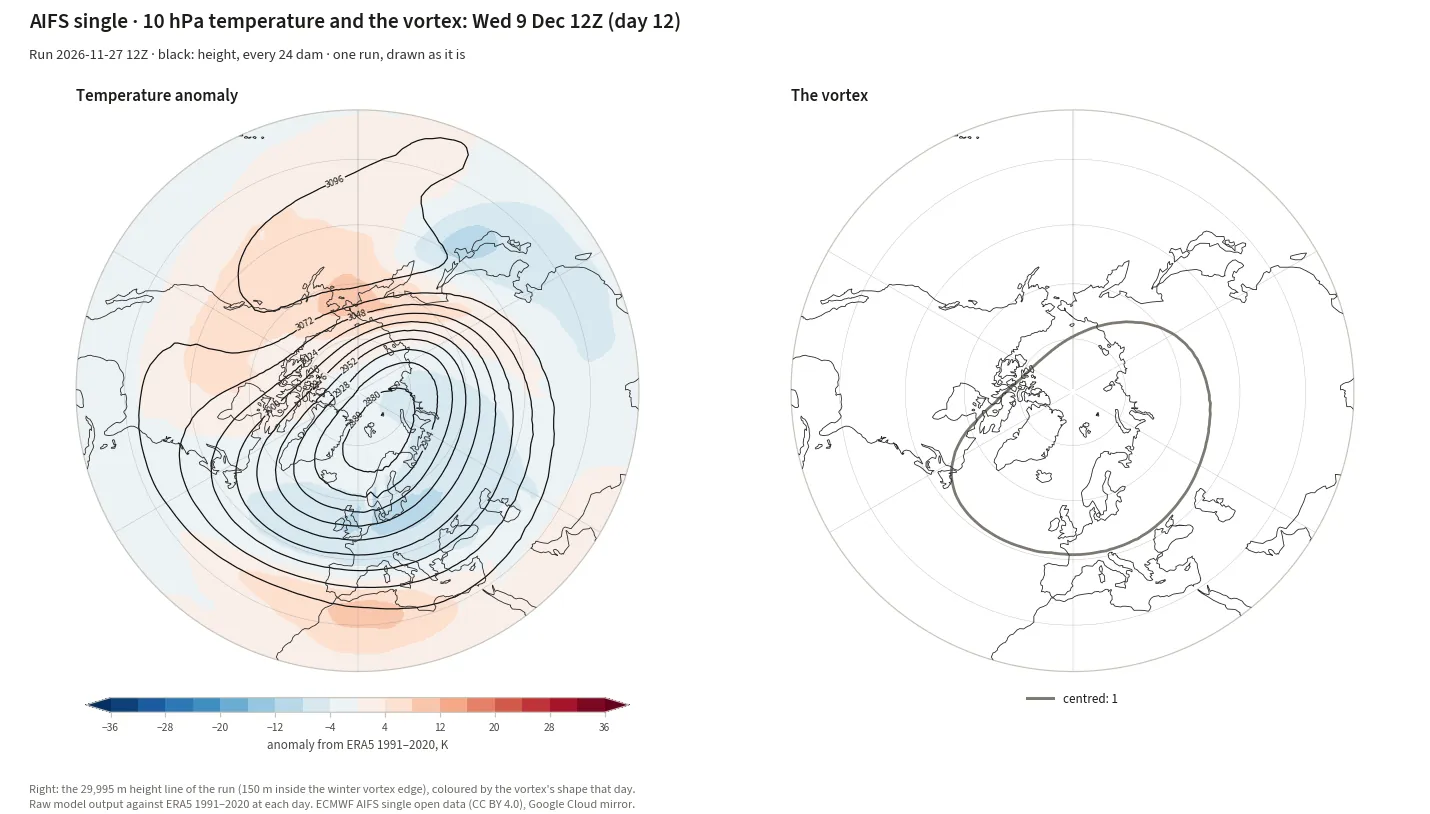 AIFS single · 10 hPa temperature and the vortex: Wed 9 Dec 12Z (day 12)
Run 2026-11-27 12Z · black: height, every 24 dam · one run, drawn as it is
Temperature anomaly
The vortex
3096
3072
3048
2952
2928
2880
2904
−36 −28 −20 −12 −4 4 12 20 28 36
anomaly from ERA5 1991–2020, K
centred: 1
Right: the 29,995 m height line of the run (150 m inside the winter vortex edge), coloured by the vortex's shape that day.
Raw model output against ERA5 1991–2020 at each day. ECMWF AIFS single open data (CC BY 4.0), Google Cloud mirror.